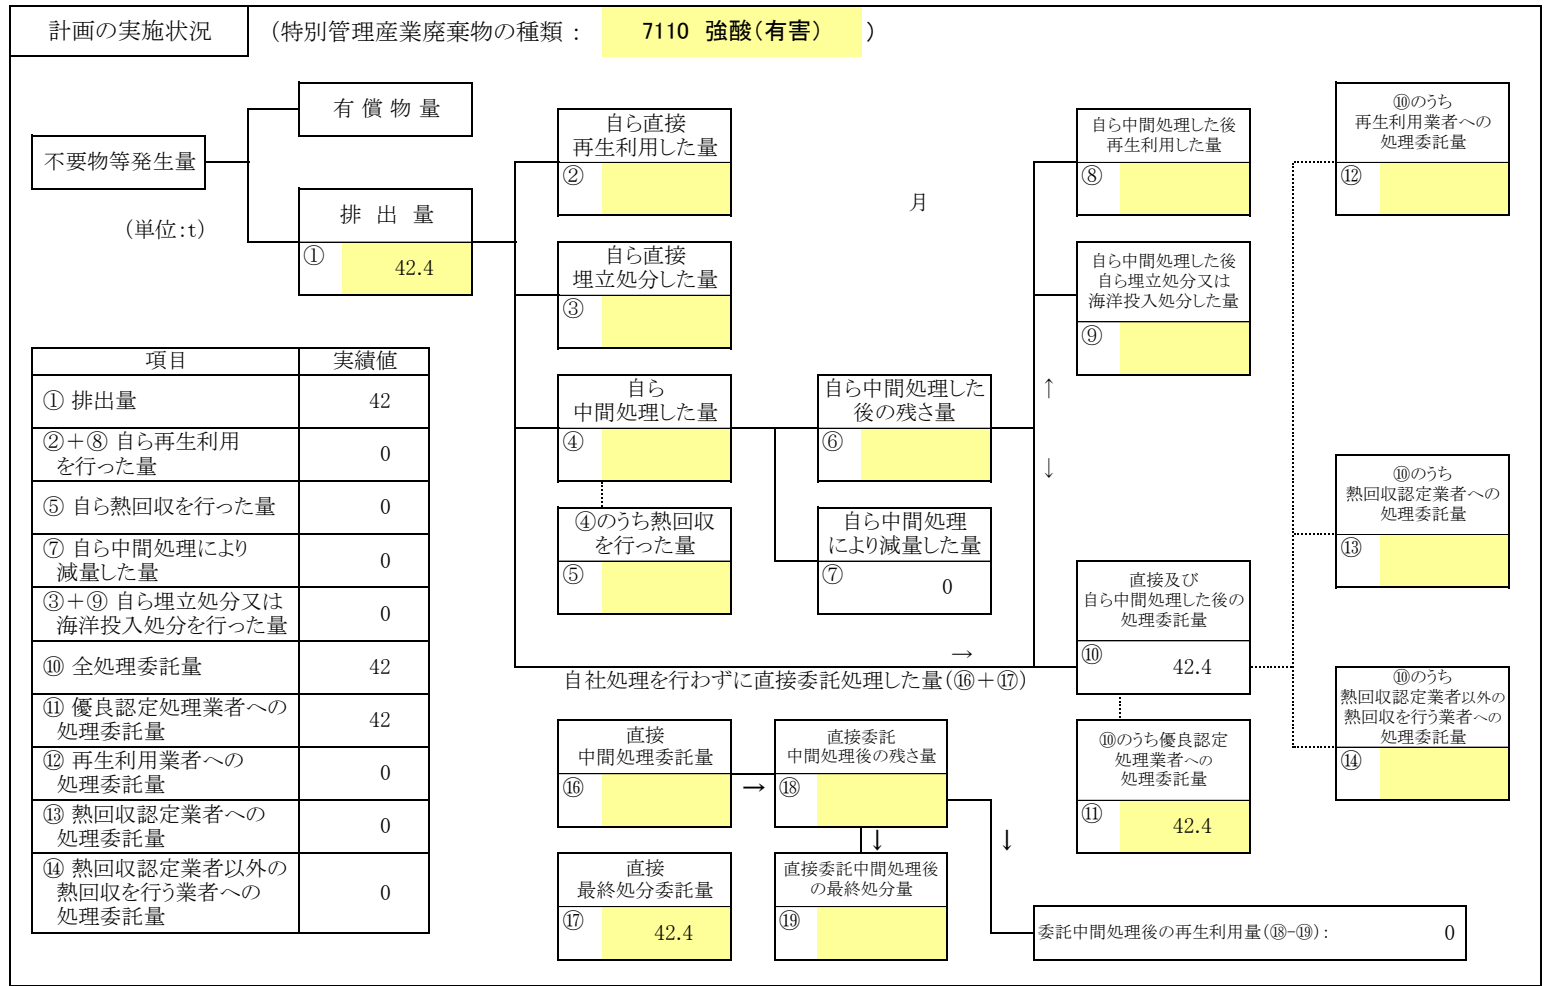 計画の実施状況
(特別管理産業廃棄物の種類：
7110 強酸(有害)
)
不要物等発生量
(単位:t)
有償物量
排出量
① 42.4
自ら直接
再生利用した量
②
自ら直接
埋立処分した量
③
自ら
中間処理した量
④
④のうち熱回収
を行った量
⑤
月
自ら中間処理した
後の残さ量
⑥
自ら中間処理
により減量した量
⑦ 0
自ら中間処理した後
再生利用した量
⑧
自ら中間処理した後
自ら埋立処分又は
海洋投入処分した量
⑨
↑
↓
直接及び
自ら中間処理した後の
処理委託量
⑩ 42.4
→
自社処理を行わずに直接委託処理した量(⑯＋⑰)
⑩のうち優良認定
処理業者への
処理委託量
⑪ 42.4
⑩のうち
再生利用業者への
処理委託量
⑫
⑩のうち
熱回収認定業者への
処理委託量
⑬
⑩のうち
熱回収認定業者以外の
熱回収を行う業者への
処理委託量
⑭
直接
中間処理委託量
⑯
→
直接委託
中間処理後の残さ量
⑱
↓
↓
直接
最終処分委託量
⑰ 42.4
直接委託中間処理後
の最終処分量
⑲
委託中間処理後の再生利用量(⑱-⑲)： 0
項目 実績値
① 排出量 42
②＋⑧ 自ら再生利用
を行った量 0
⑤ 自ら熱回収を行った量 0
⑦ 自ら中間処理により
減量した量 0
③＋⑨ 自ら埋立処分又は
海洋投入処分を行った量 0
⑩ 全処理委託量 42
⑪ 優良認定処理業者への
処理委託量 42
⑫ 再生利用業者への
処理委託量 0
⑬ 熱回収認定業者への
処理委託量 0
⑭ 熱回収認定業者以外の
熱回収を行う業者への
処理委託量 0